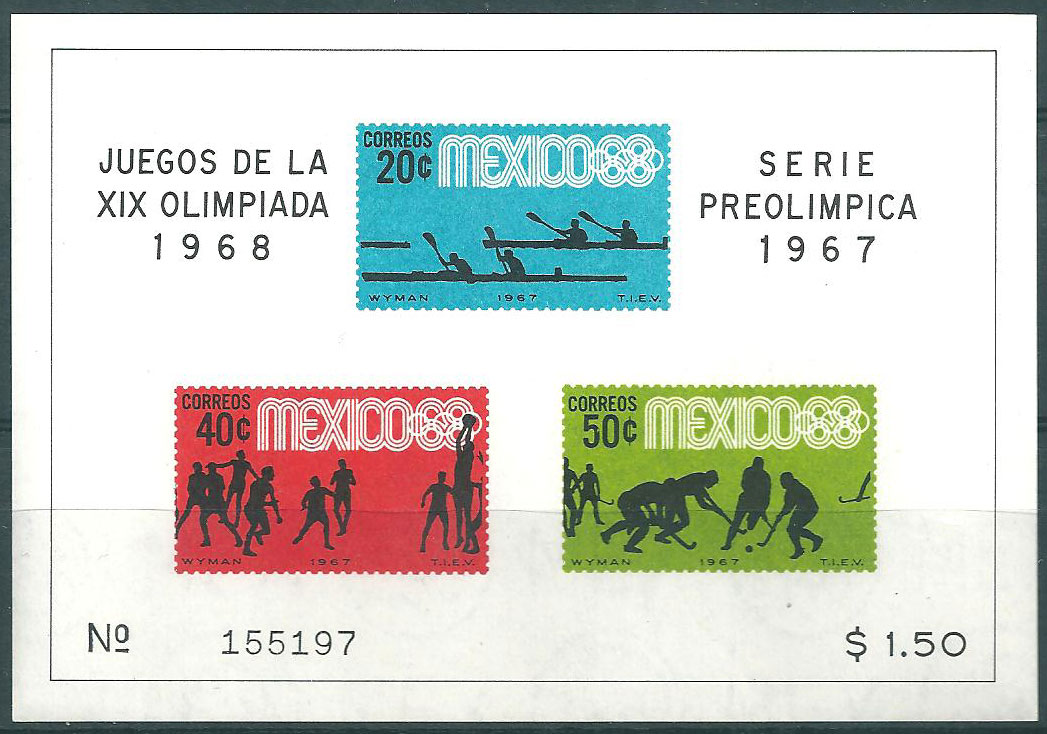 JUEGOS DE LA
XIX OLIMPIADA
1968
CORREOS
20¢
MEXICO68
WYMAN 1967 T.I.E.V.
SERIE
PREOLIMPICA
1967
CORREOS
40¢
MEXICO68
WYMAN 1967 T.I.E.V.
CORREOS
50¢
MEXICO68
WYMAN 1967 T.I.E.V.
Nº 155197
$ 1.50